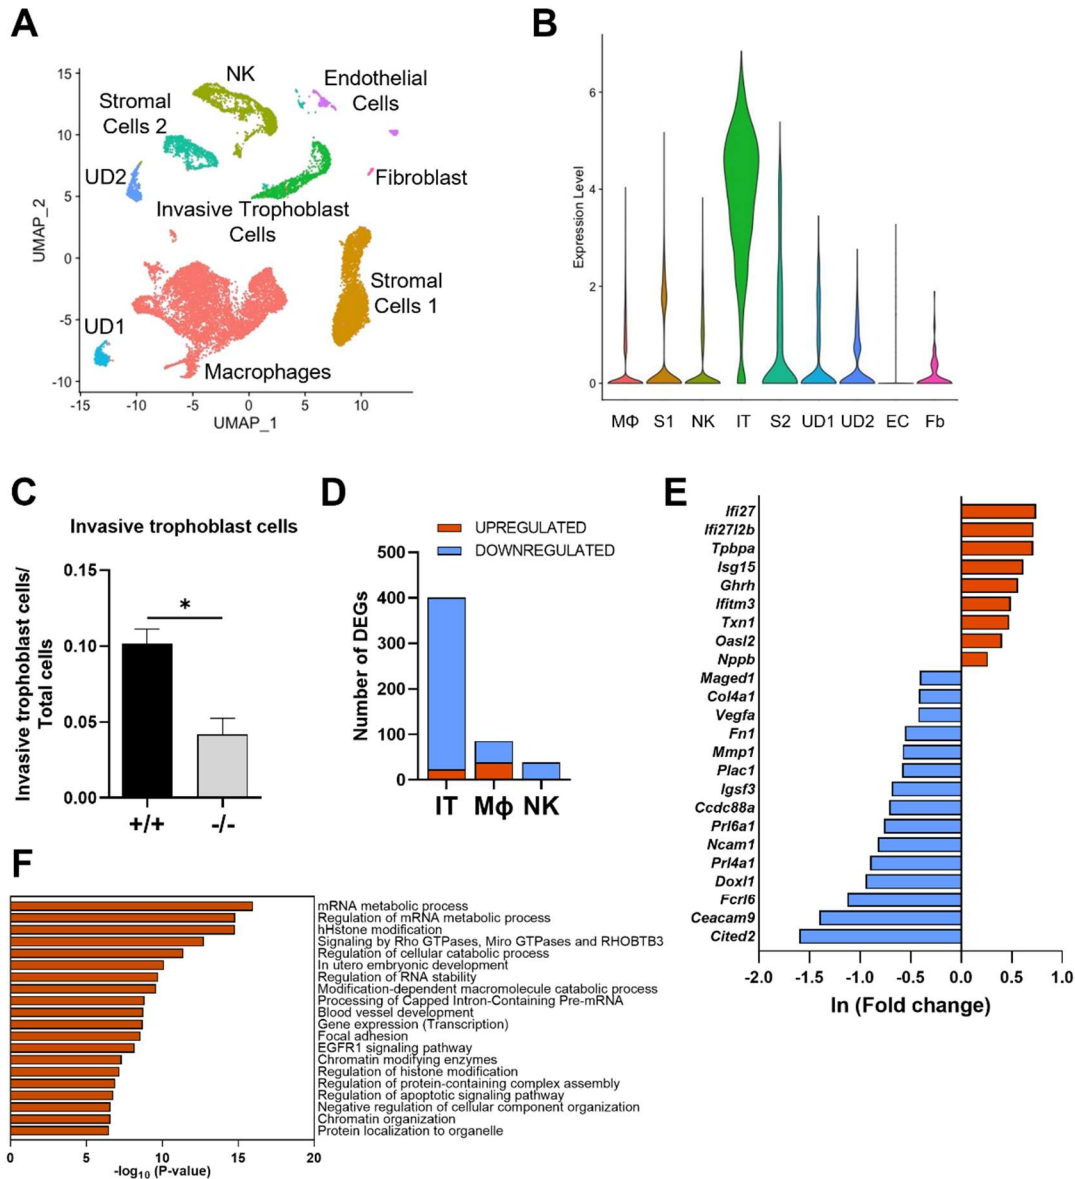 A
15
10
5
0
-5
-10
-15
-10
-5
0
5
10
UMAP_2
UMAP_1
NK
Endothelial
Cells
Stromal
Cells 2
UD2
Fibroblast
Invasive Trophoblast
Cells
Stromal
Cells 1
UD1
Macrophages
B
Expression Level
6
4
2
0
MΦ S1 NK IT S2 UD1 UD2 EC Fb
C
Invasive trophoblast cells
Invasive trophoblast cells/
Total cells
0.15
0.10
0.05
0.00
*
+/+ -/-
D
UPREGULATED
DOWNREGULATED
Number of DEGs
500
400
300
200
100
0
IT Mϕ NK
E
Ifi27
Ifi27l2b
Tpbpa
Isg15
Ghrh
Ifitm3
Txn1
Oasl2
Nppb
Maged1
Col4a1
Vegfa
Fn1
Mmp1
Plac1
Igsf3
Ccdc88a
Prl6a1
Ncam1
Prl4a1
Doxl1
Fcrl6
Ceacam9
Cited2
-2.0 -1.5 -1.0 -0.5 0.0 0.5 1.0
ln (Fold change)
F
mRNA metabolic process
Regulation of mRNA metabolic process
hHstone modification
Signaling by Rho GTPases, Miro GTPases and RHOBTB3
Regulation of cellular catabolic process
In utero embryonic development
Regulation of RNA stability
Modification-dependent macromolecule catabolic process
Processing of Capped Intron-Containing Pre-mRNA
Blood vessel development
Gene expression (Transcription)
Focal adhesion
EGFR1 signaling pathway
Chromatin modifying enzymes
Regulation of histone modification
Regulation of protein-containing complex assembly
Regulation of apoptotic signaling pathway
Negative regulation of cellular component organization
Chromatin organization
Protein localization to organelle
0 5 10 15 20
-log10 (P-value)